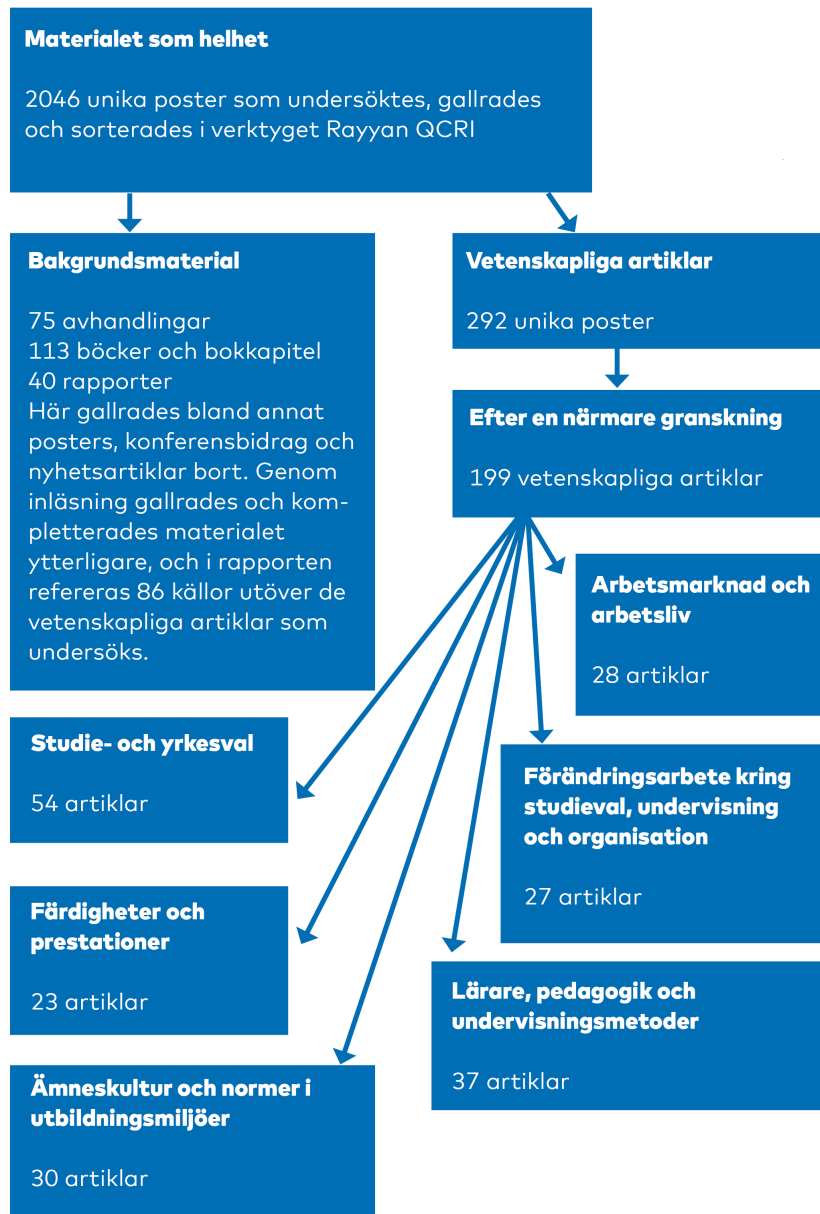 Materialet som helhet
2046 unika poster som undersöktes, gallrades
och sorterades i verktyget Rayyan QCRI
Bakgrundsmaterial
75 avhandlingar
113 böcker och bokkapitel
40 rapporter
Här gallrades bland annat
posters, konferensbidrag och
nyhetsartiklar bort. Genom
inläsning gallrades och kom-
pletterades materialet
ytterligare, och i rapporten
refereras 86 källor utöver de
vetenskapliga artiklar som
undersöks.
Vetenskapliga artiklar
292 unika poster
Efter en närmare granskning
199 vetenskapliga artiklar
Arbetsmarknad och
arbetsliv
28 artiklar
Studie- och yrkesval
54 artiklar
Förändringsarbete kring
studieval, undervisning
och organisation
27 artiklar
Färdigheter och
prestationer
23 artiklar
Lärare, pedagogik och
undervisningsmetoder
37 artiklar
Ämneskultur och normer i
utbildningsmiljöer
30 artiklar